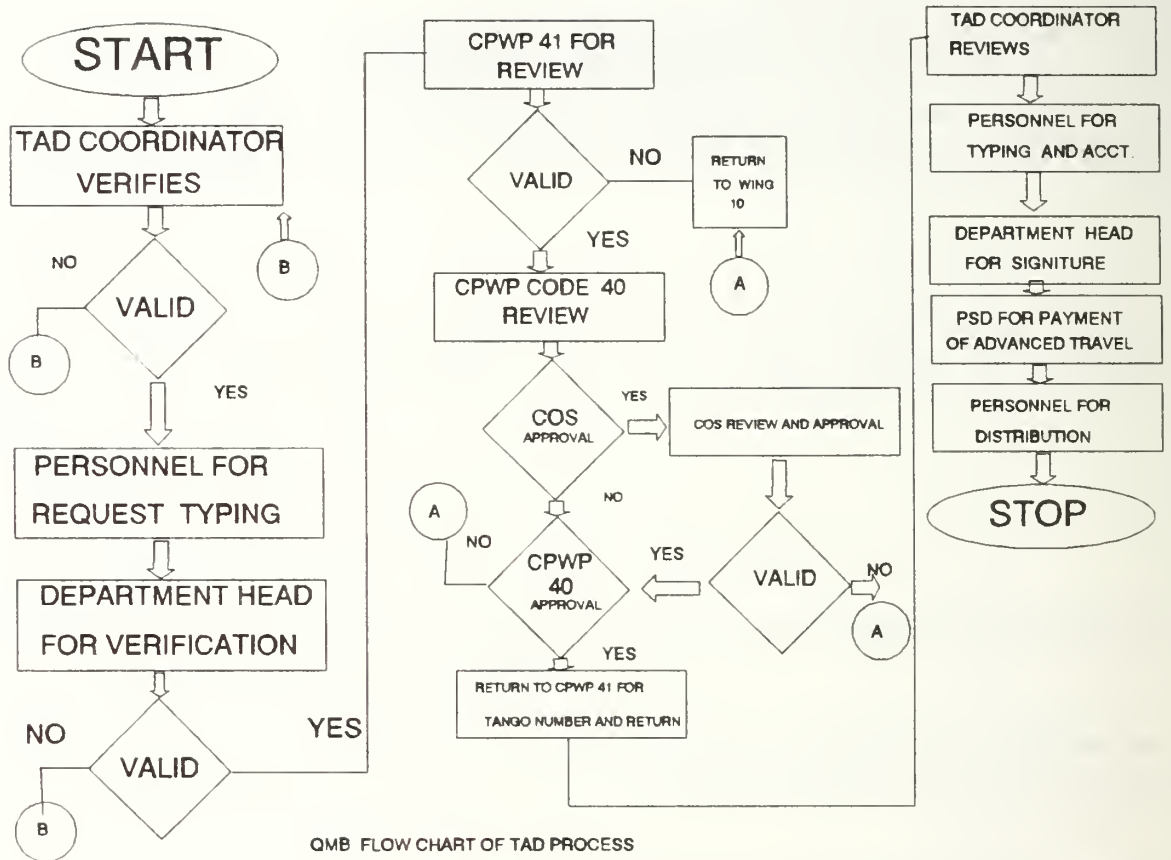 START
TAD COORDINATOR
VERIFIES
B
NO
VALID
B
YES
PERSONNEL FOR
REQUEST TYPING
DEPARTMENT HEAD
FOR VERIFICATION
NO
VALID
YES
B
CPWP 41 FOR
REVIEW
VALID
NO
RETURN
TO WING
10
A
YES
CPWP CODE 40
REVIEW
COS
APPROVAL
YES
COS REVIEW AND APPROVAL
NO
A
NO
CPWP
40
APPROVAL
YES
VALID
NO
A
YES
RETURN TO CPWP 41 FOR
TANGO NUMBER AND RETURN
TAD COORDINATOR
REVIEWS
PERSONNEL FOR
TYPING AND ACCT.
DEPARTMENT HEAD
FOR SIGNITURE
PSD FOR PAYMENT
OF ADVANCED TRAVEL
PERSONNEL FOR
DISTRIBUTION
STOP
QMB FLOW CHART OF TAD PROCESS